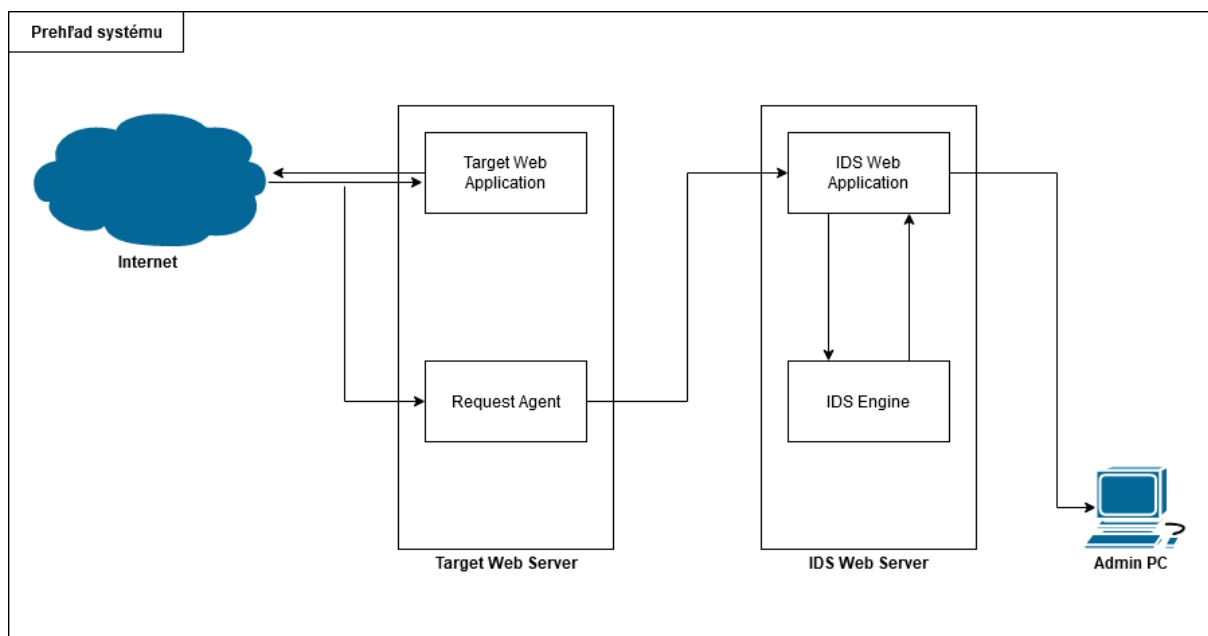 Prehľad systému
Target Web
Application
IDS Web
Application
Internet
Request Agent
IDS Engine
Target Web Server
IDS Web Server
Admin PC